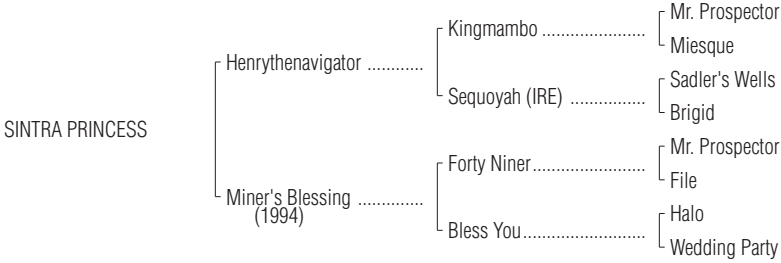 Mr. Prospector
Kingmambo ......................
Miesque
Henrythenavigator ............
Sadler's Wells
Sequoyah (IRE) ................
Brigid
SINTRA PRINCESS
Mr. Prospector
Forty Niner.......................
File
Miner's Blessing ..............
(1994)
Halo
Bless You.........................
Wedding Party